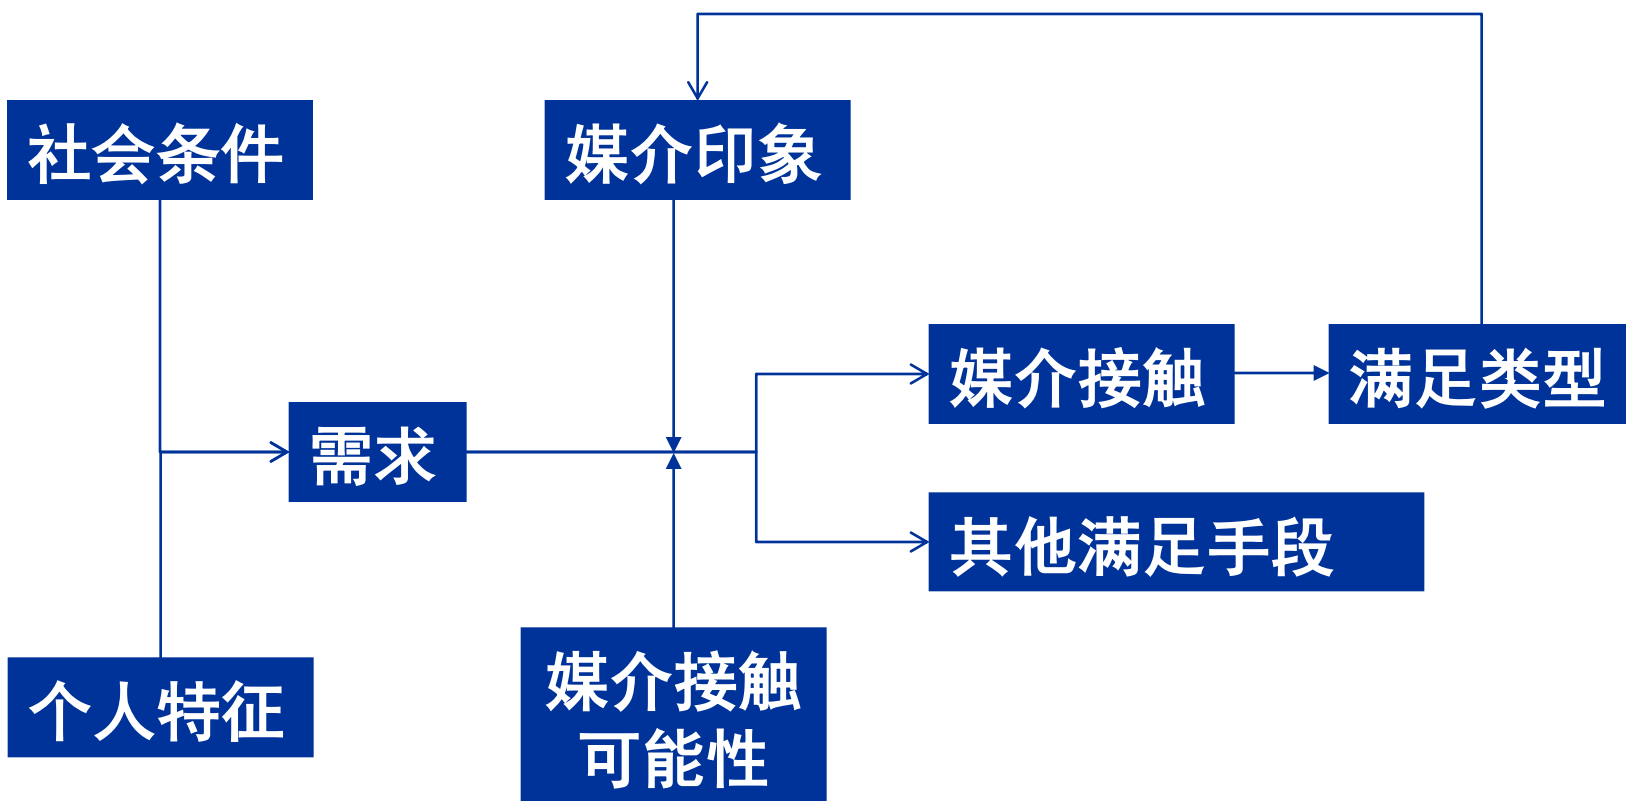 社会条件
媒介印象
媒介接触
满足类型
需求
其他满足手段
个人特征
媒介接触
可能性